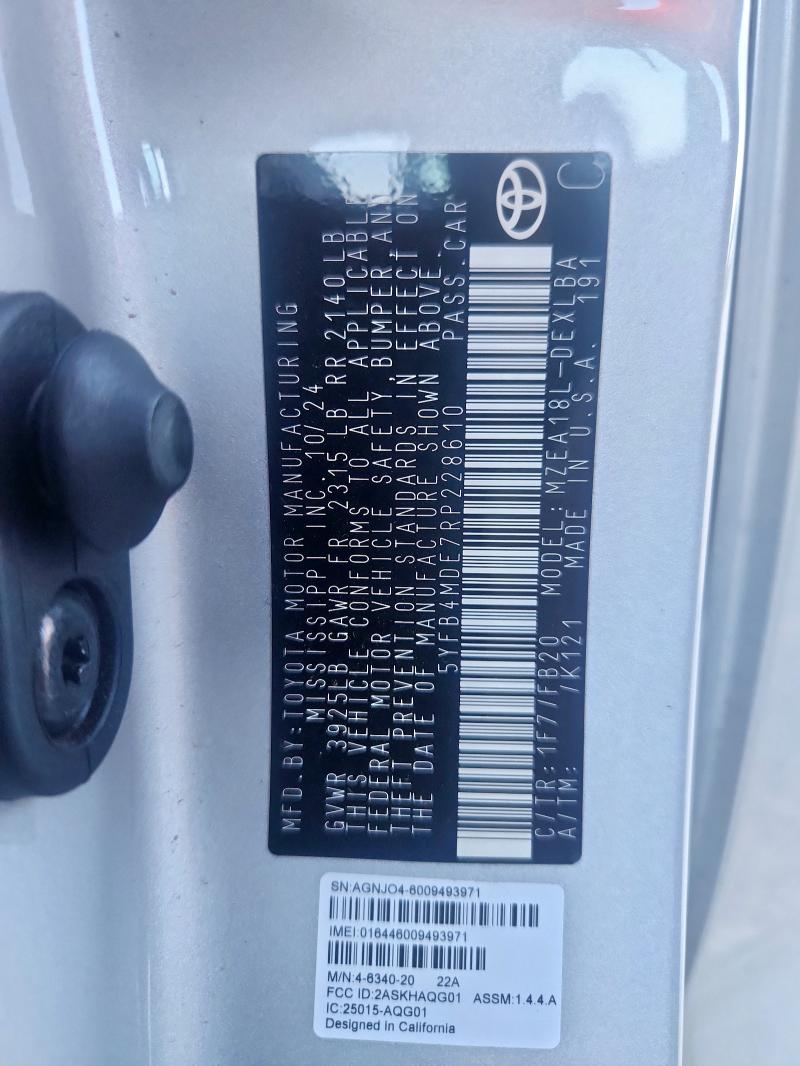 MFD.BY:TOYOTA MOTOR MANUFACTURING
MISSISSIPPI INC. 10/24
GVWR 3925LB GAWR FR 2315 LB RR 2140LB
THIS VEHICLE CONFORMS TO ALL APPLICABLE
FEDERAL MOTOR VEHICLE SAFETY, BUMPER, AND
THEFT PREVENTION STANDARDS IN EFFECT ON
THE DATE OF MANUFACTURE SHOWN ABOVE.
5YFB4MDE7RP228610 PASS.CAR
C/TR: 1F7/FB20 MODEL: MZEA18L-DEXLBA
A/TM: /K121 MADE IN U.S.A. 191
C
SN:AGNJO4-6009493971
IMEI:016446009493971
M/N:4-6340-20 22A
FCC ID:2ASKHAQG01 ASSM:1.4.4.A
IC:25015-AQG01
Designed in California